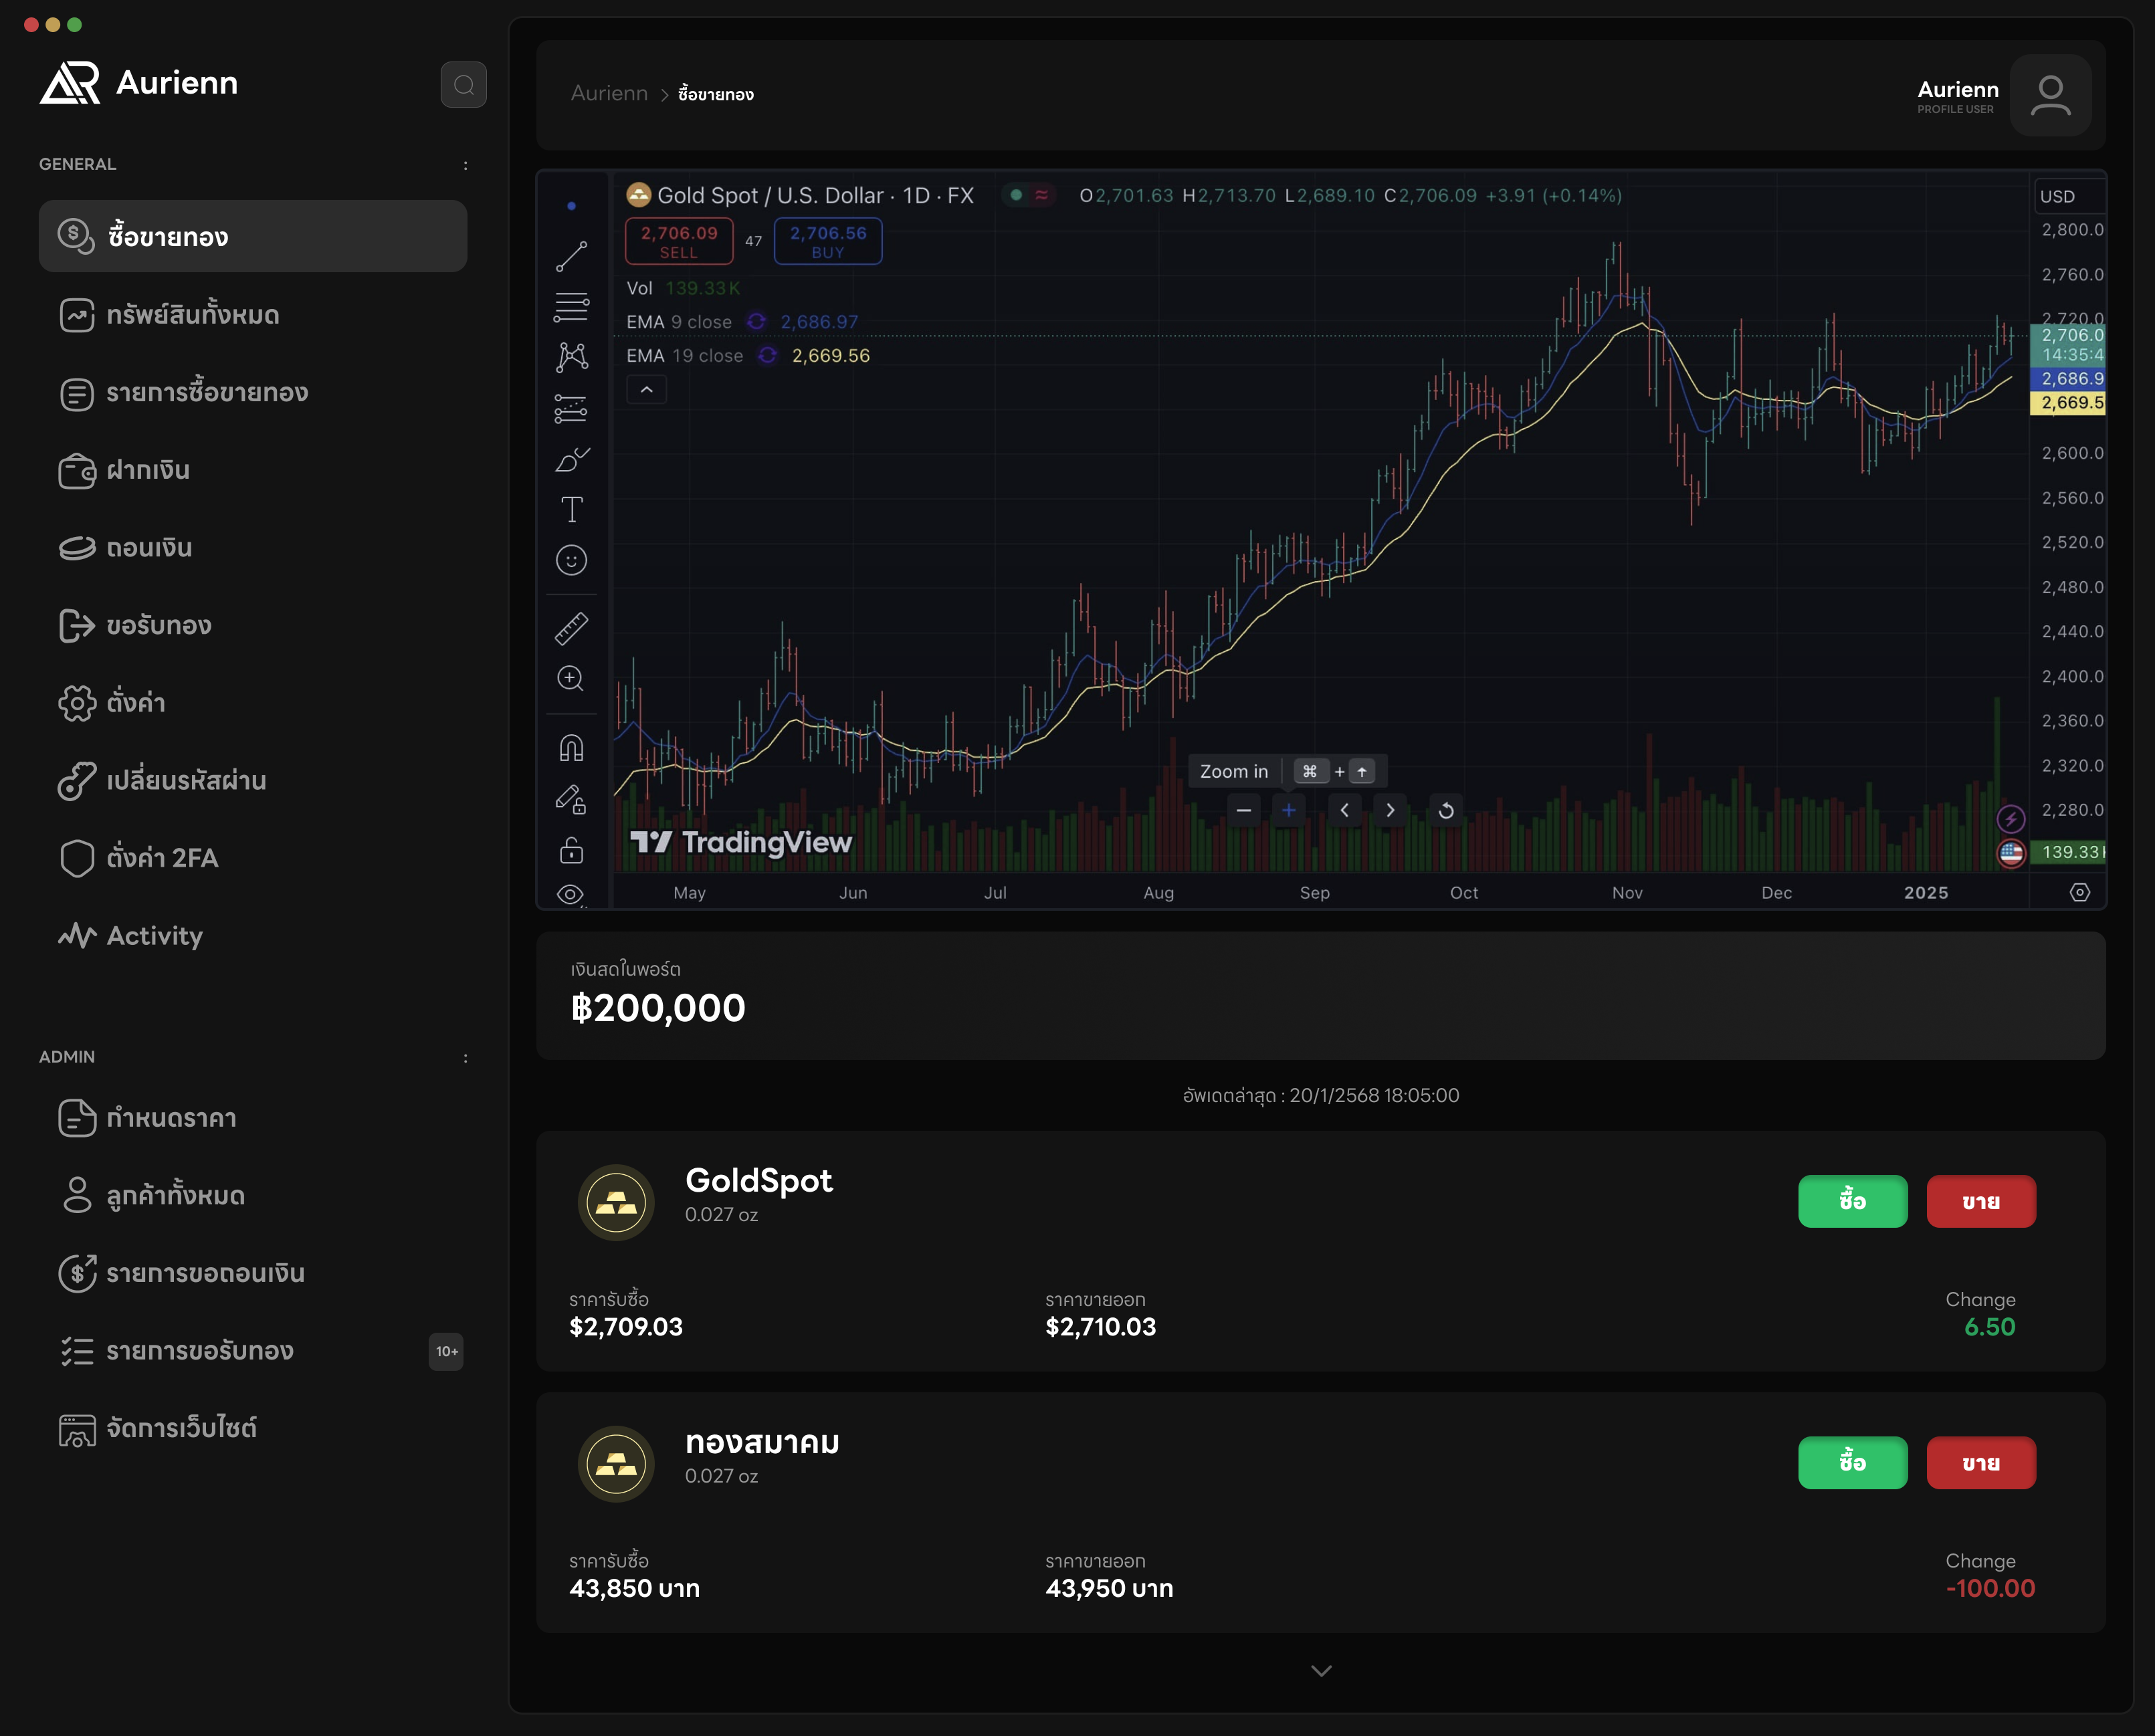 Aurienn
GENERAL :
ซื้อขายทอง
ทรัพย์สินทั้งหมด
รายการซื้อขายทอง
ฝากเงิน
ถอนเงิน
ขอรับทอง
ตั่งค่า
เปลี่ยนรหัสผ่าน
ตั่งค่า 2FA
Activity
ADMIN :
กำหนดราคา
ลูกค้าทั้งหมด
รายการขอถอนเงิน
รายการขอรับทอง 10+
จัดการเว็บไซต์
Aurienn > ซื้อขายทอง
Aurienn
PROFILE USER
Gold Spot / U.S. Dollar · 1D · FX O2,701.63 H2,713.70 L2,689.10 C2,706.09 +3.91 (+0.14%)
USD
2,706.09 47 2,706.56
SELL BUY
Vol 139.33K
EMA 9 close 2,686.97
EMA 19 close 2,669.56
2,800.0
2,760.0
2,720.0
2,706.0
14:35:4
2,686.9
2,669.5
2,600.0
2,560.0
2,520.0
2,480.0
2,440.0
2,400.0
2,360.0
2,320.0
2,280.0
139.33K
Zoom in ⌘ + ↑
TradingView
May Jun Jul Aug Sep Oct Nov Dec 2025
เงินสดในพอร์ต
฿200,000
อัพเดตล่าสุด : 20/1/2568 18:05:00
GoldSpot
0.027 oz
ซื้อ ขาย
ราคารับซื้อ ราคาขายออก Change
$2,709.03 $2,710.03 6.50
ทองสมาคม
0.027 oz
ซื้อ ขาย
ราคารับซื้อ ราคาขายออก Change
43,850 บาท 43,950 บาท -100.00